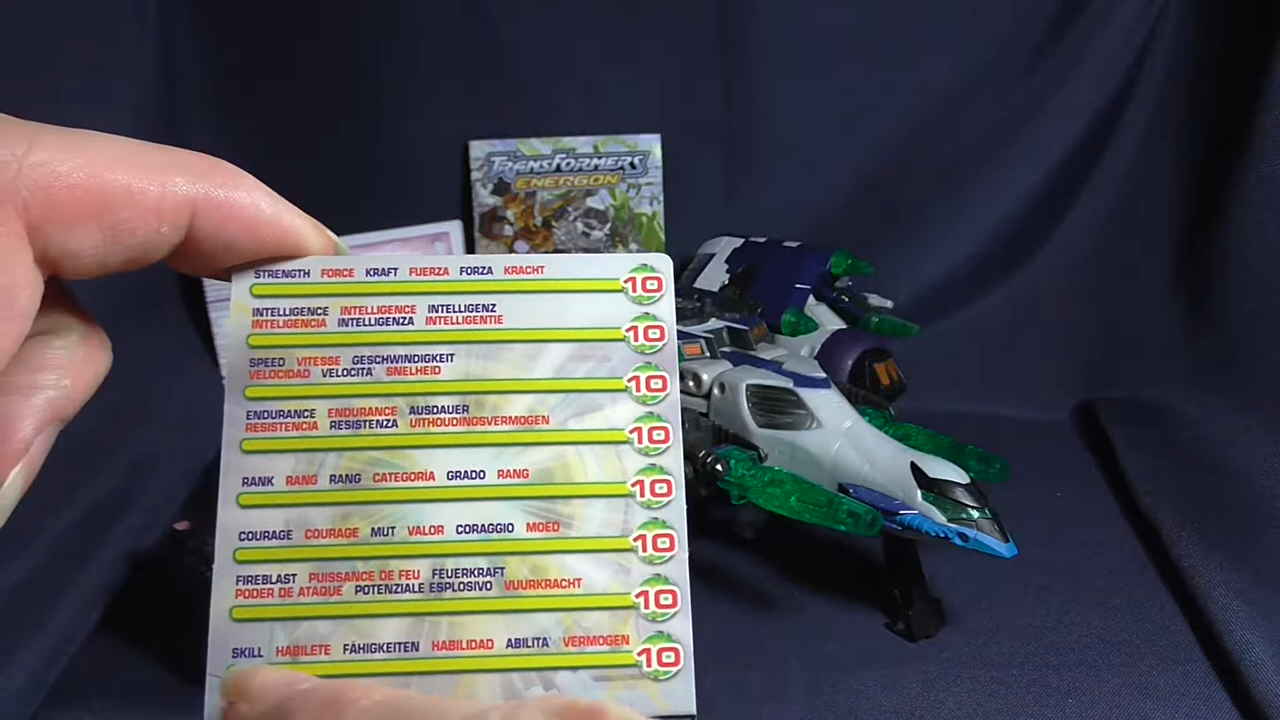 TRANSFORMERS
ENERGON
STRENGTH FORCE KRAFT FUERZA FORZA KRACHT
10
INTELLIGENCE INTELLIGENCE INTELLIGENZ
INTELIGENCIA INTELLIGENZA INTELLIGENTIE
10
SPEED VITESSE GESCHWINDIGKEIT
VELOCIDAD VELOCITA' SNELHEID
10
ENDURANCE ENDURANCE AUSDAUER
RESISTENCIA RESISTENZA UITHOUDINGSVERMOGEN
10
RANK RANG RANG CATEGORÍA GRADO RANG
10
COURAGE COURAGE MUT VALOR CORAGGIO MOED
10
FIREBLAST PUISSANCE DE FEU FEUERKRAFT
PODER DE ATAQUE POTENZIALE ESPLOSIVO VUURKRACHT
10
SKILL HABILETE FÄHIGKEITEN HABILIDAD ABILITA' VERMOGEN
10